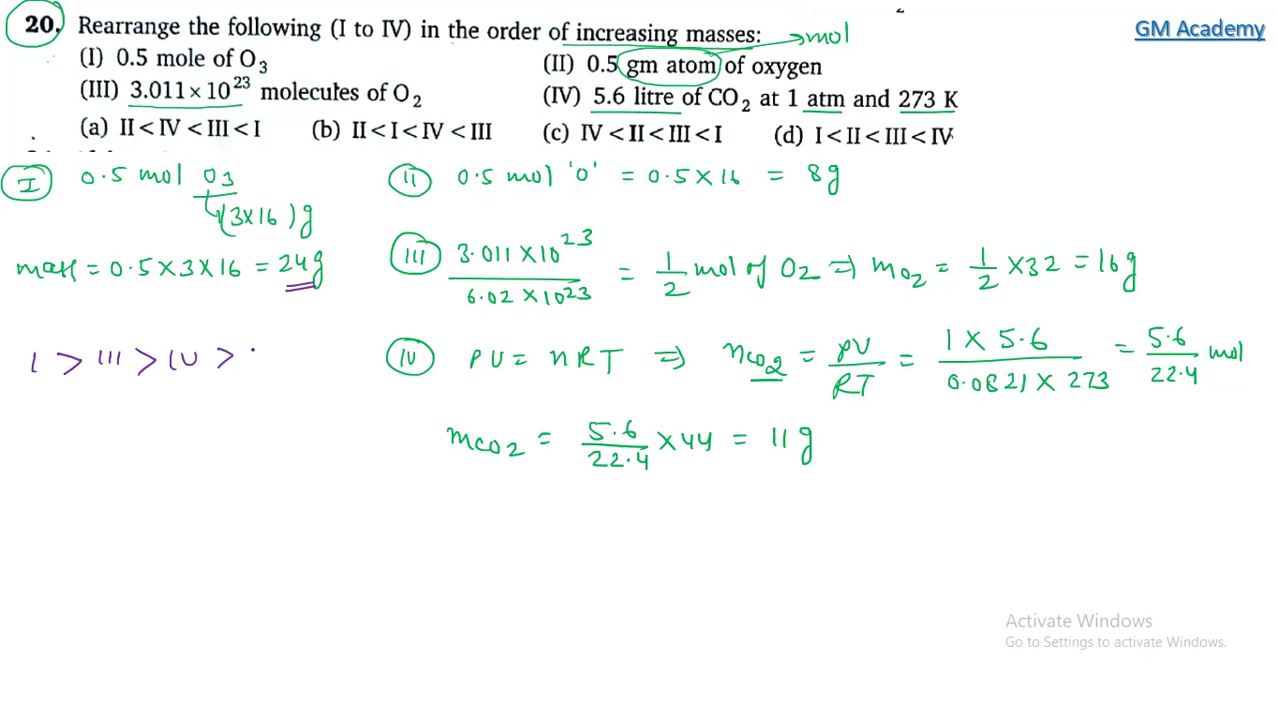 GM Academy
20. Rearrange the following (I to IV) in the order of increasing masses: → mol
(I) 0.5 mole of O3 (II) 0.5 gm atom of oxygen
(III) 3.011 × 10^23 molecules of O2 (IV) 5.6 litre of CO2 at 1 atm and 273 K
(a) II < IV < III < I (b) II < I < IV < III (c) IV < II < III < I (d) I < II < III < IV
I 0.5 mol O3
(3×16) g
mass = 0.5×3×16 = 24g
I > III > IV >
II 0.5 mol 'O' = 0.5×16 = 8g
III 3.011×10^23 / 6.02×10^23 = 1/2 mol of O2 ⇒ mO2 = 1/2 ×32 = 16g
IV PV = nRT ⇒ nCO2 = PV/RT = 1×5.6 / 0.0821×273 = 5.6/22.4 mol
mCO2 = 5.6/22.4 ×44 = 11g
Activate Windows
Go to Settings to activate Windows.